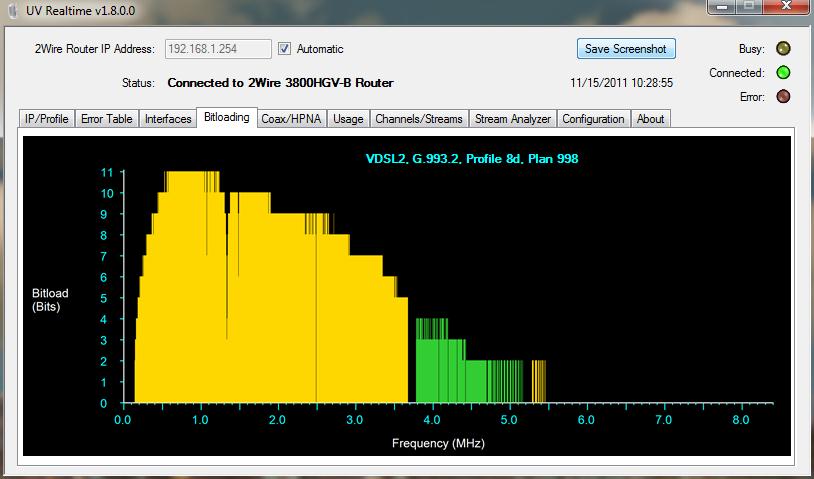 UV Realtime v1.8.0.0
2Wire Router IP Address: 192.168.1.254 Automatic Save Screenshot Busy:
Connected:
Status: Connected to 2Wire 3800HGV-B Router 11/15/2011 10:28:55
Error:
IP/Profile Error Table Interfaces Bitloading Coax/HPNA Usage Channels/Streams Stream Analyzer Configuration About
VDSL2, G.993.2, Profile 8d, Plan 998
11
10
9
8
7
6
5
4
3
2
1
0
Bitload
(Bits)
0.0 1.0 2.0 3.0 4.0 5.0 6.0 7.0 8.0
Frequency (MHz)